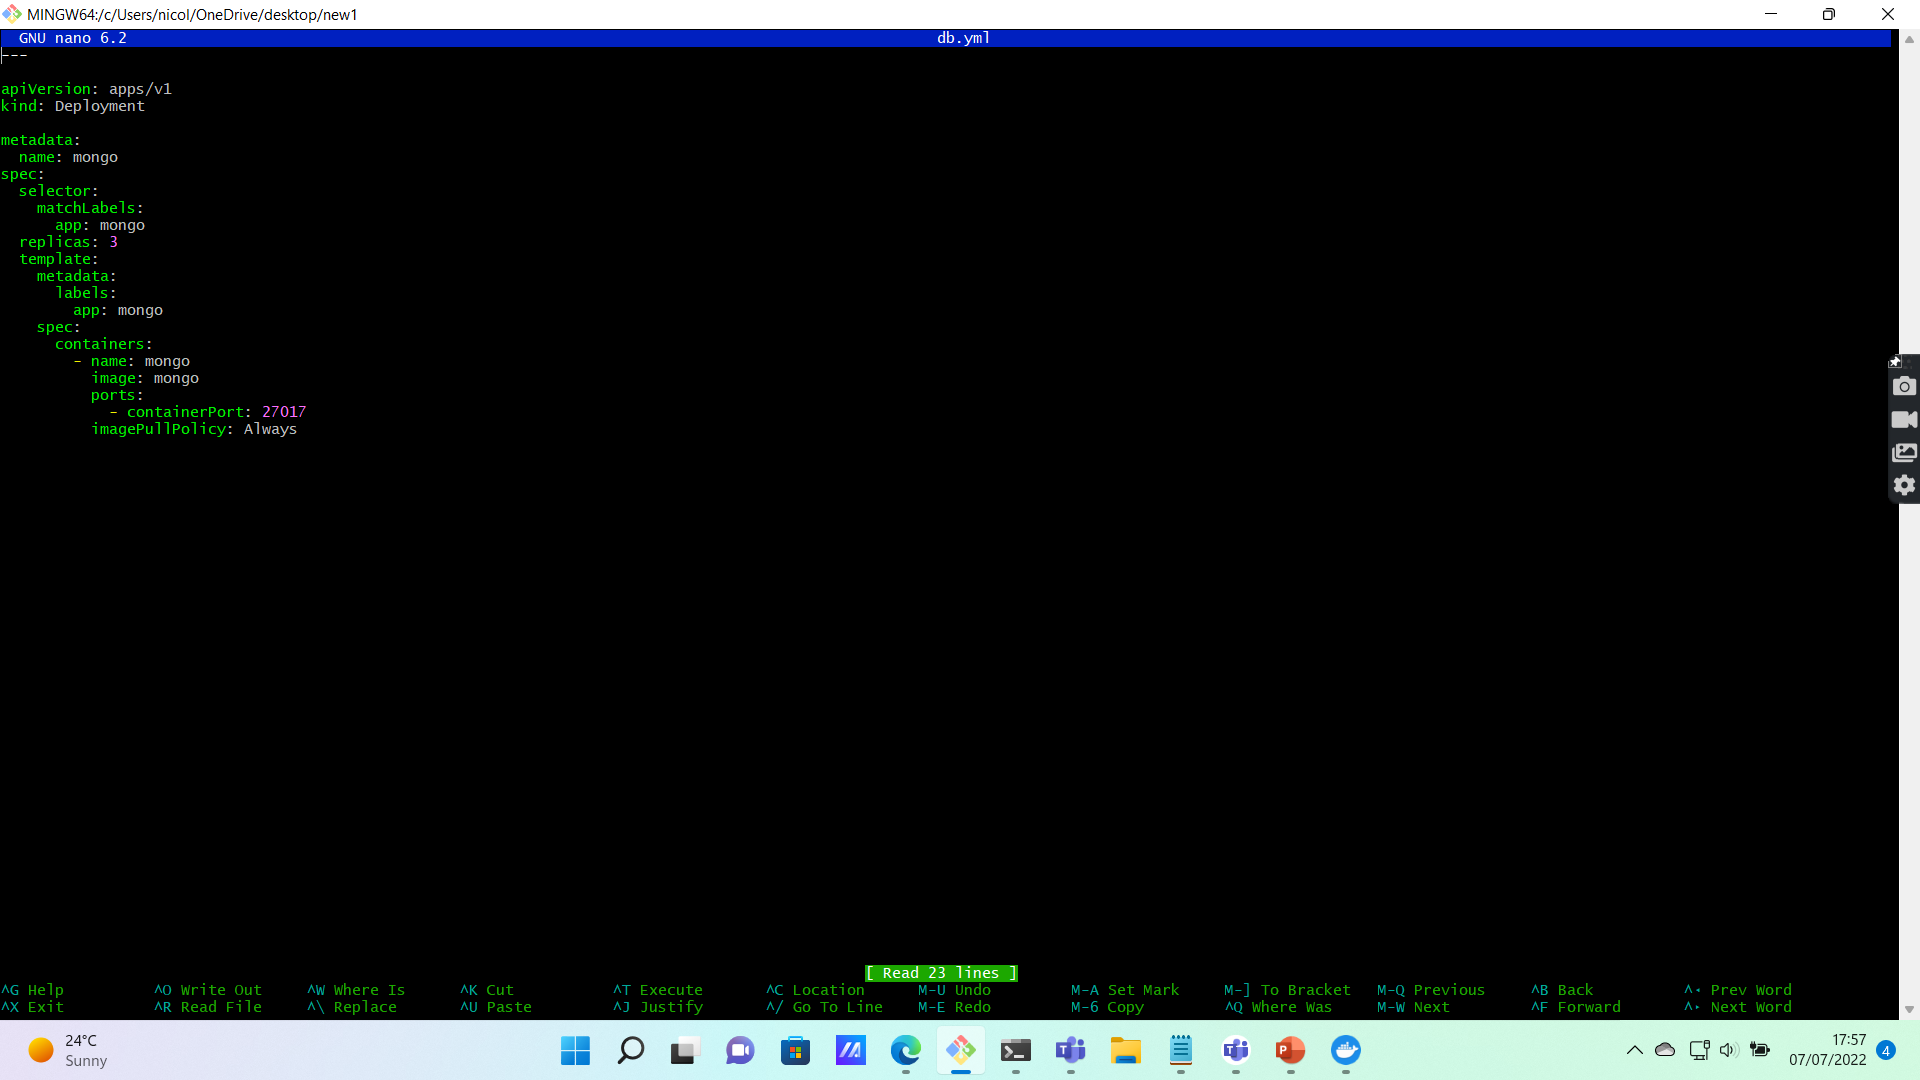 MINGW64:/c/Users/nicol/OneDrive/desktop/new1
GNU nano 6.2 db.yml
---
apiVersion: apps/v1
kind: Deployment
metadata:
  name: mongo
spec:
  selector:
    matchLabels:
      app: mongo
  replicas: 3
  template:
    metadata:
      labels:
        app: mongo
    spec:
      containers:
        - name: mongo
          image: mongo
          ports:
            - containerPort: 27017
          imagePullPolicy: Always
[ Read 23 lines ]
^G Help ^O Write Out ^W Where Is ^K Cut ^T Execute ^C Location M-U Undo M-A Set Mark M-] To Bracket M-Q Previous ^B Back ^◂ Prev Word
^X Exit ^R Read File ^\ Replace ^U Paste ^J Justify ^/ Go To Line M-E Redo M-6 Copy ^Q Where Was M-W Next ^F Forward ^▸ Next Word
24°C
Sunny
17:57
07/07/2022
4